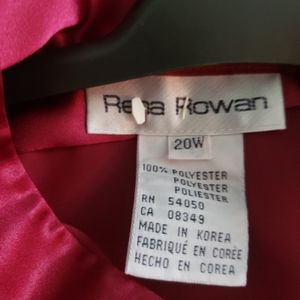 Rena Rowan
20W
100% POLYESTER
POLYESTER
POLIESTER
RN 54050
CA 08349
MADE IN KOREA
FABRIQUÉ EN CORÉE
HECHO EN COREA